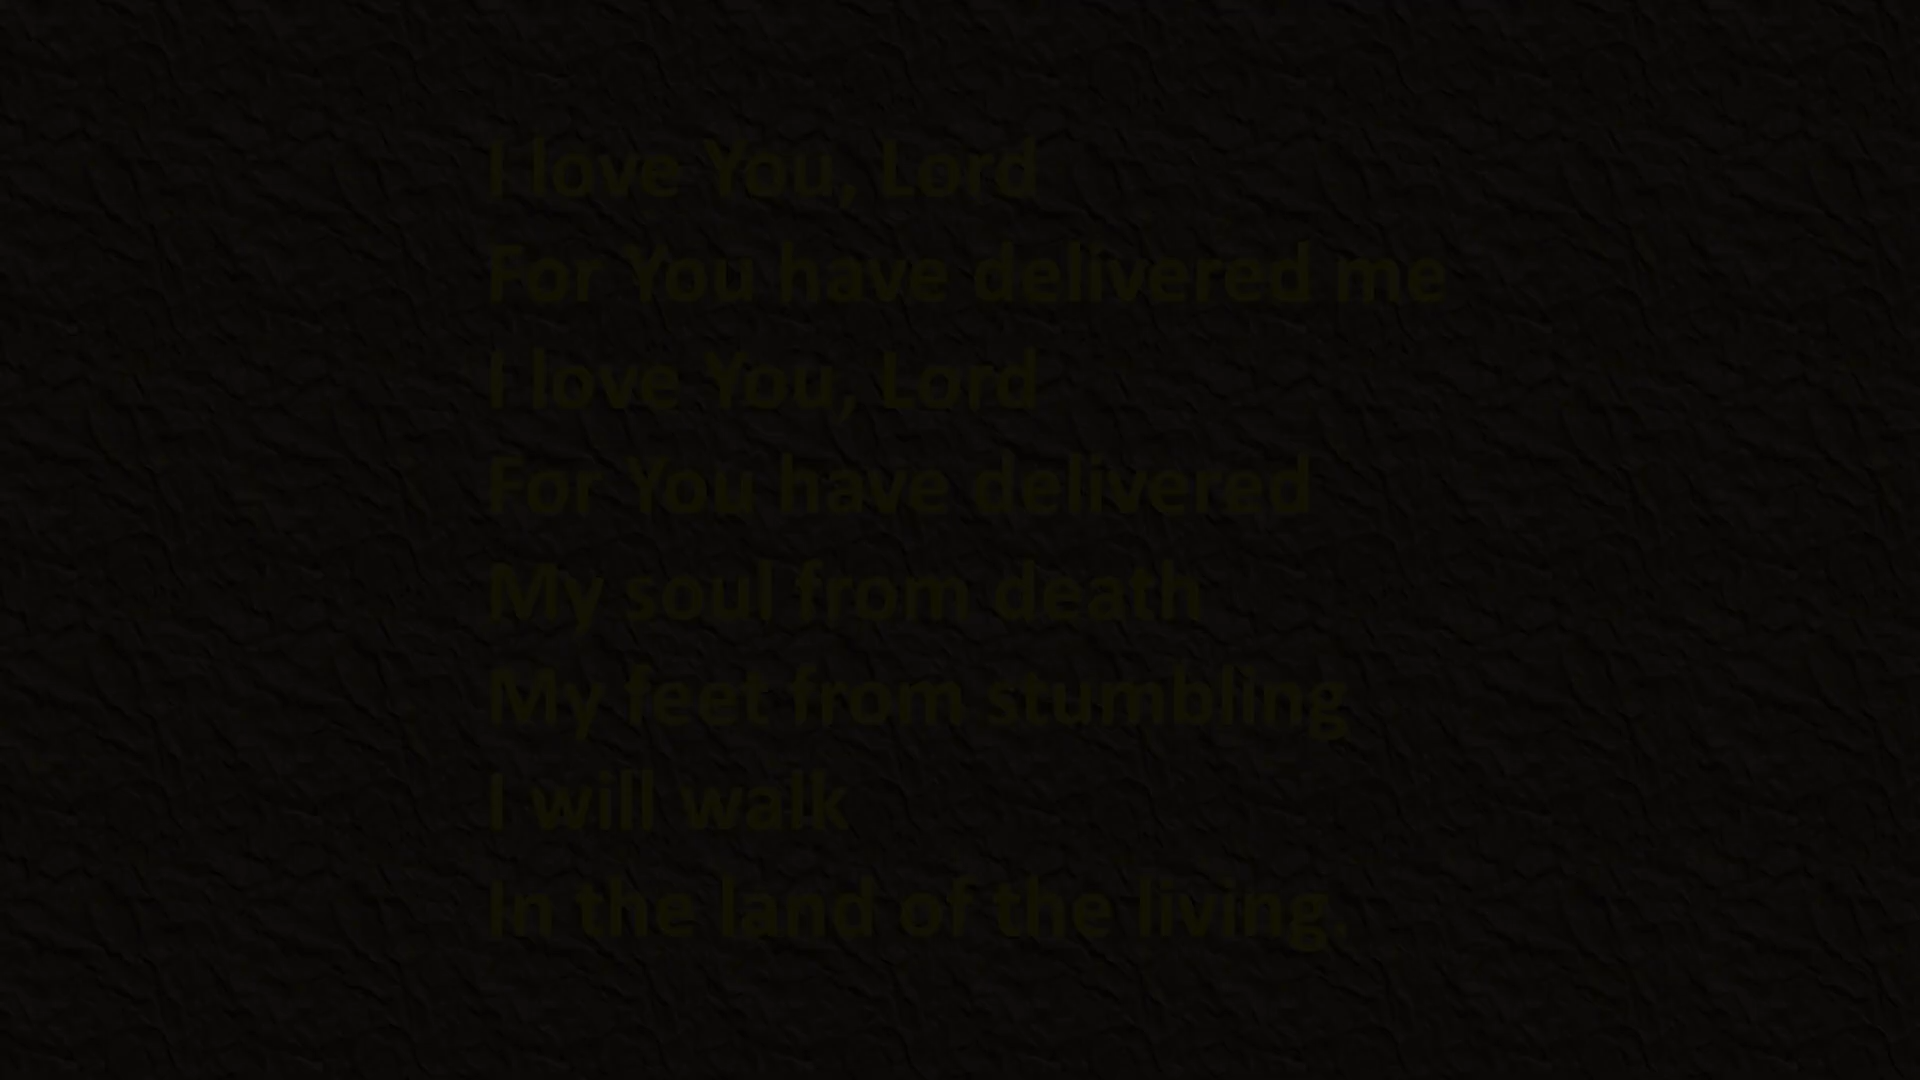 I love You, Lord
For You have delivered me
I love You, Lord
For You have delivered
My soul from death
My feet from stumbling
I will walk
In the land of the living.